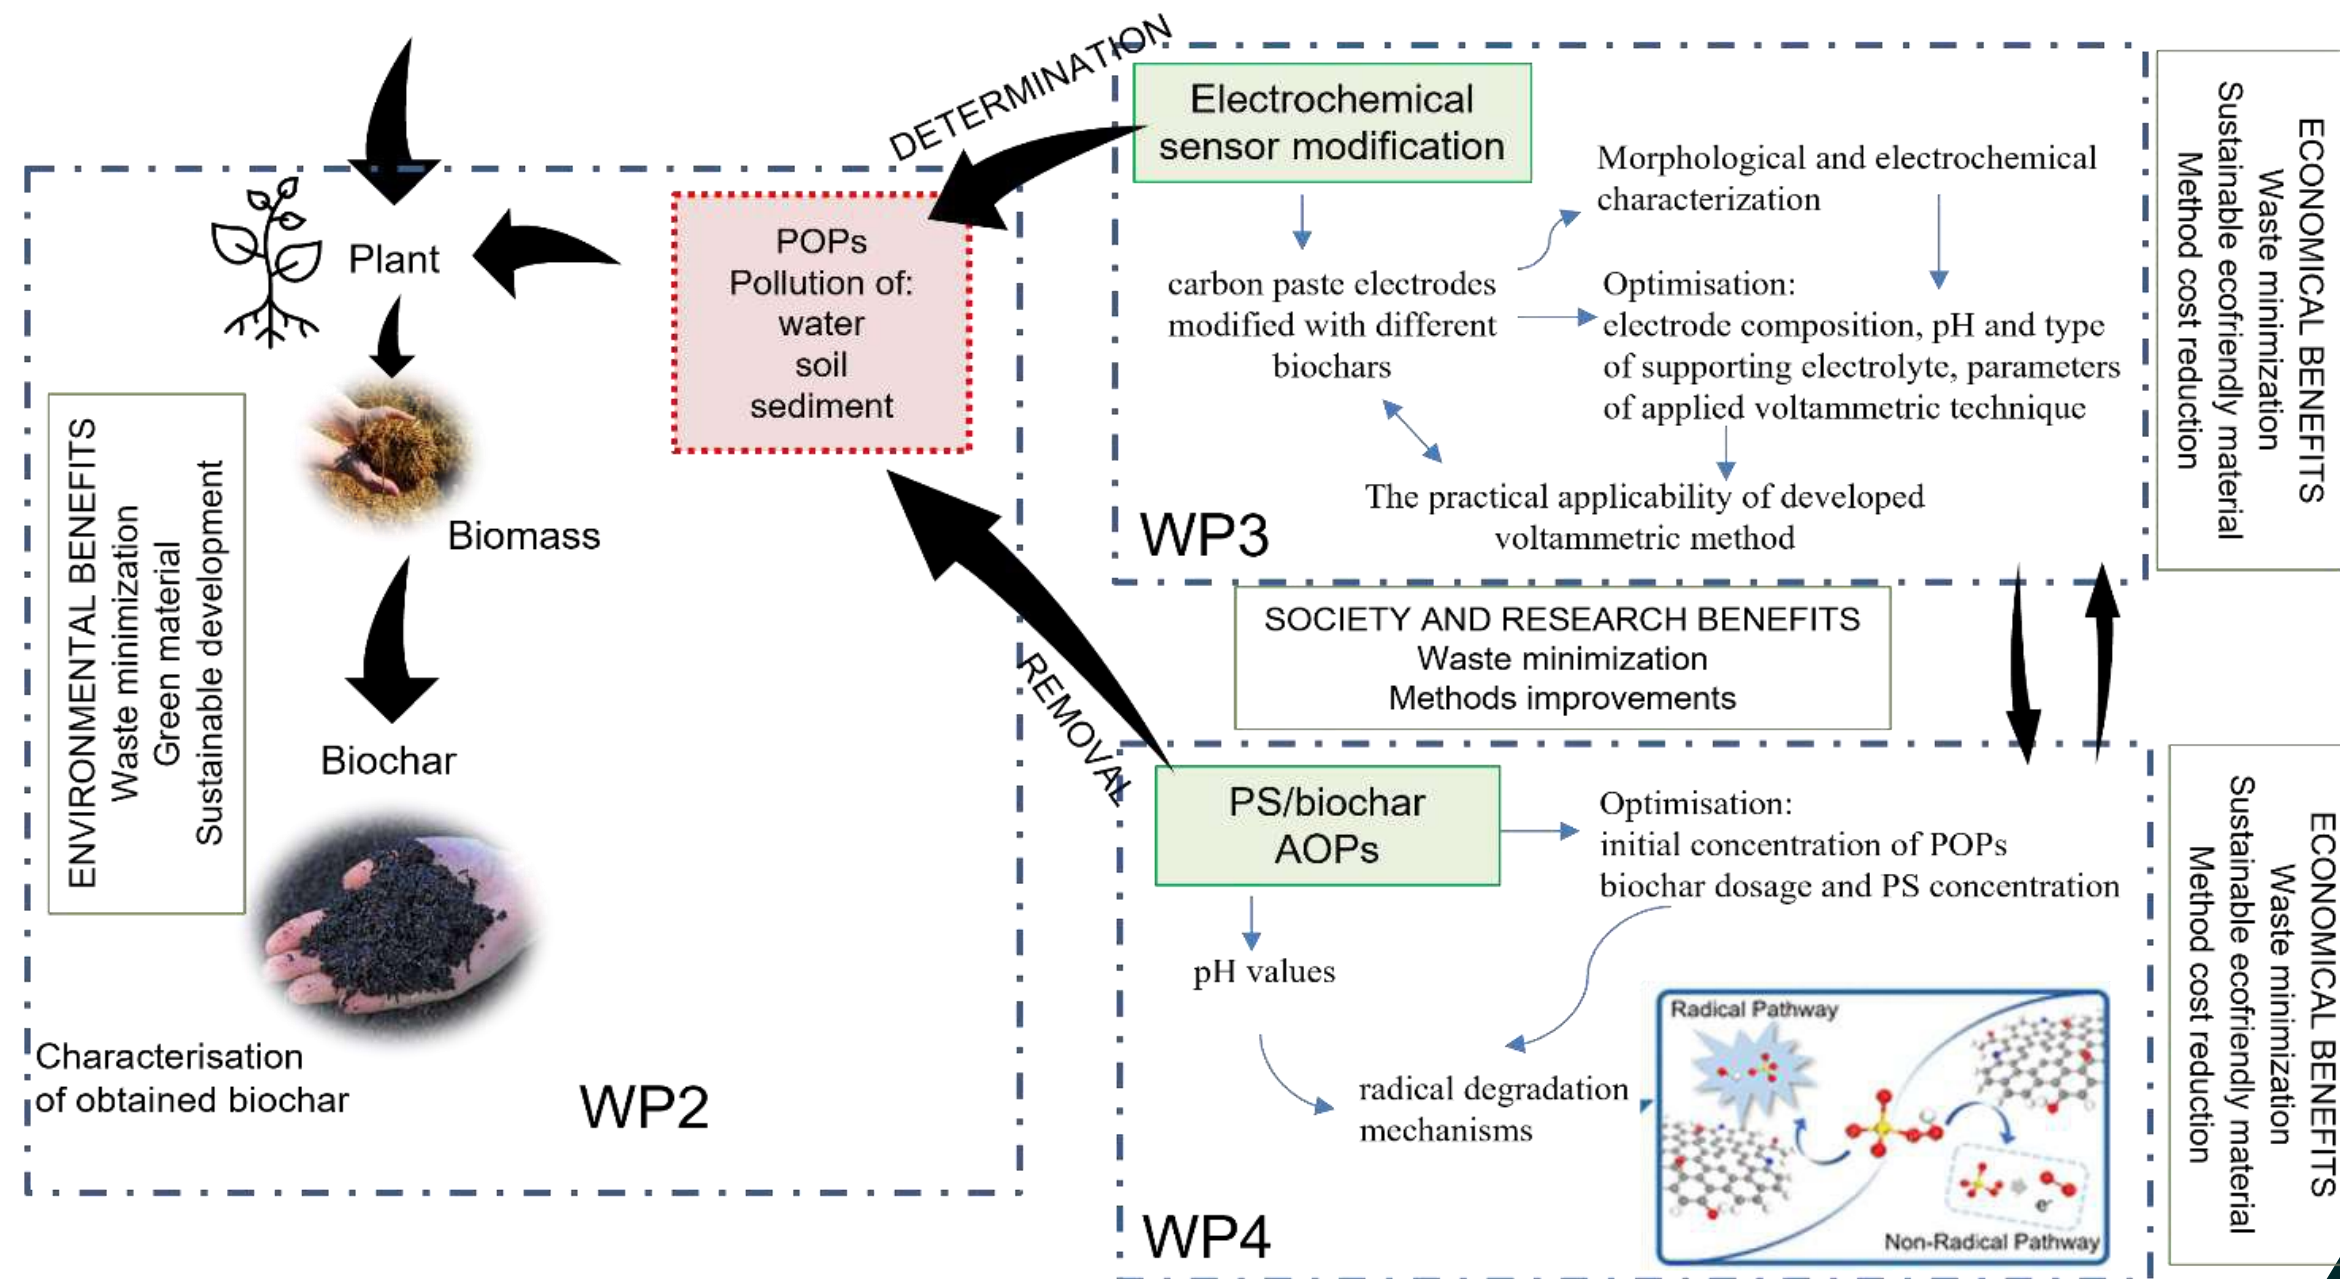 DETERMINATION
Plant
Biomass
Biochar
Characterisation
of obtained biochar
WP2
ENVIRONMENTAL BENEFITS
Waste minimization
Green material
Sustainable development
POPs
Pollution of:
water
soil
sediment
REMOVAL
Electrochemical
sensor modification
Morphological and electrochemical
characterization
carbon paste electrodes
modified with different
biochars
Optimisation:
electrode composition, pH and type
of supporting electrolyte, parameters
of applied voltammetric technique
The practical applicability of developed
voltammetric method
WP3
ECONOMICAL BENEFITS
Waste minimization
Sustainable ecofriendly material
Method cost reduction
SOCIETY AND RESEARCH BENEFITS
Waste minimization
Methods improvements
PS/biochar
AOPs
Optimisation:
initial concentration of POPs
biochar dosage and PS concentration
pH values
radical degradation
mechanisms
Radical Pathway
e-
Non-Radical Pathway
WP4
ECONOMICAL BENEFITS
Waste minimization
Sustainable ecofriendly material
Method cost reduction